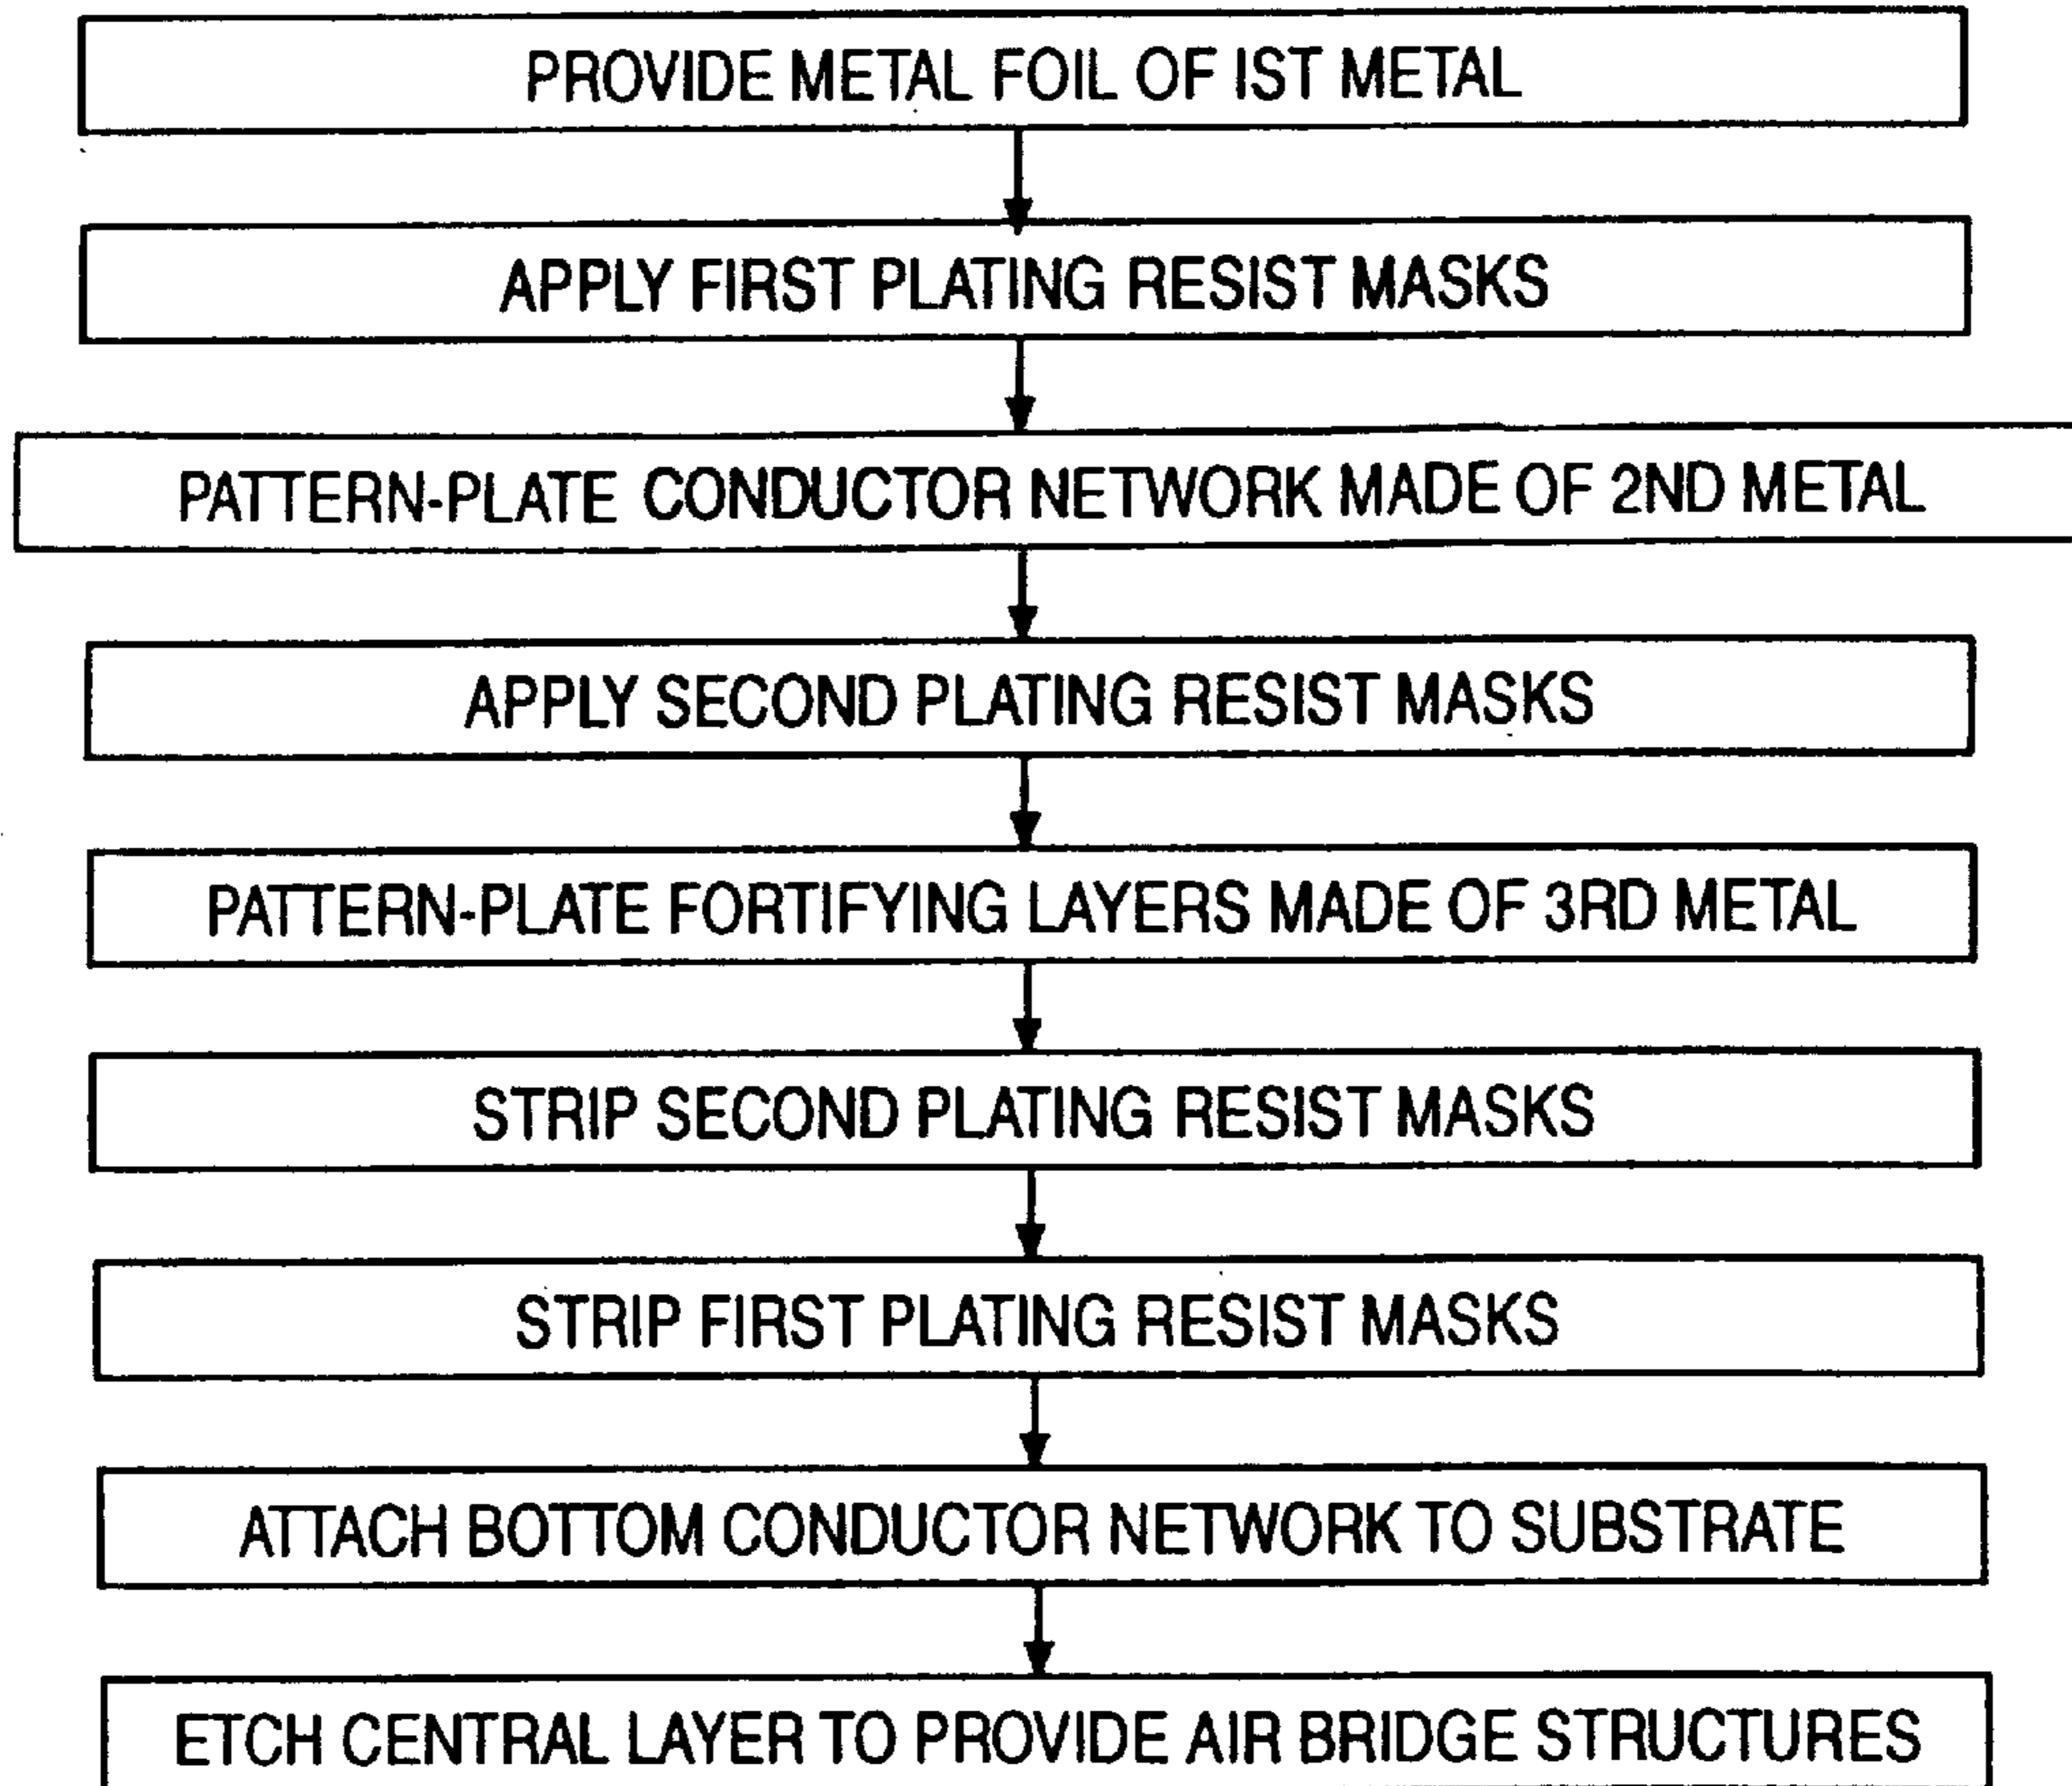 PROVIDE METAL FOIL OF IST METAL
APPLY FIRST PLATING RESIST MASKS
PATTERN-PLATE CONDUCTOR NETWORK MADE OF 2ND METAL
APPLY SECOND PLATING RESIST MASKS
PATTERN-PLATE FORTIFYING LAYERS MADE OF 3RD METAL
STRIP SECOND PLATING RESIST MASKS
STRIP FIRST PLATING RESIST MASKS
ATTACH BOTTOM CONDUCTOR NETWORK TO SUBSTRATE
ETCH CENTRAL LAYER TO PROVIDE AIR BRIDGE STRUCTURES